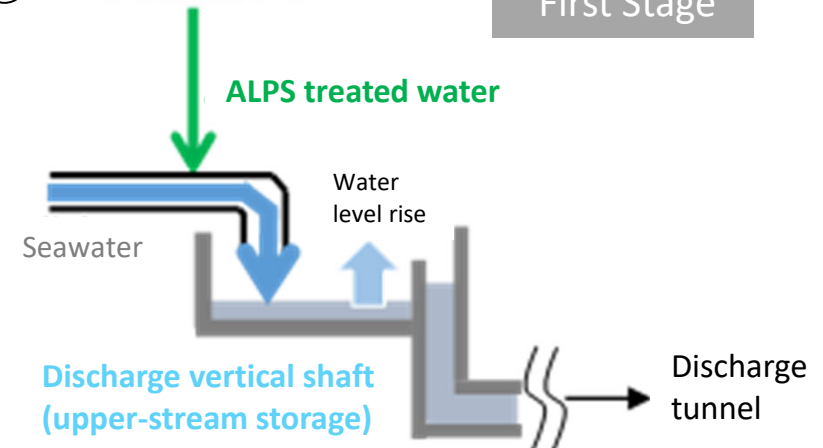 First Stage
ALPS treated water
Water
level rise
Seawater
Discharge vertical shaft
(upper-stream storage)
Discharge
tunnel